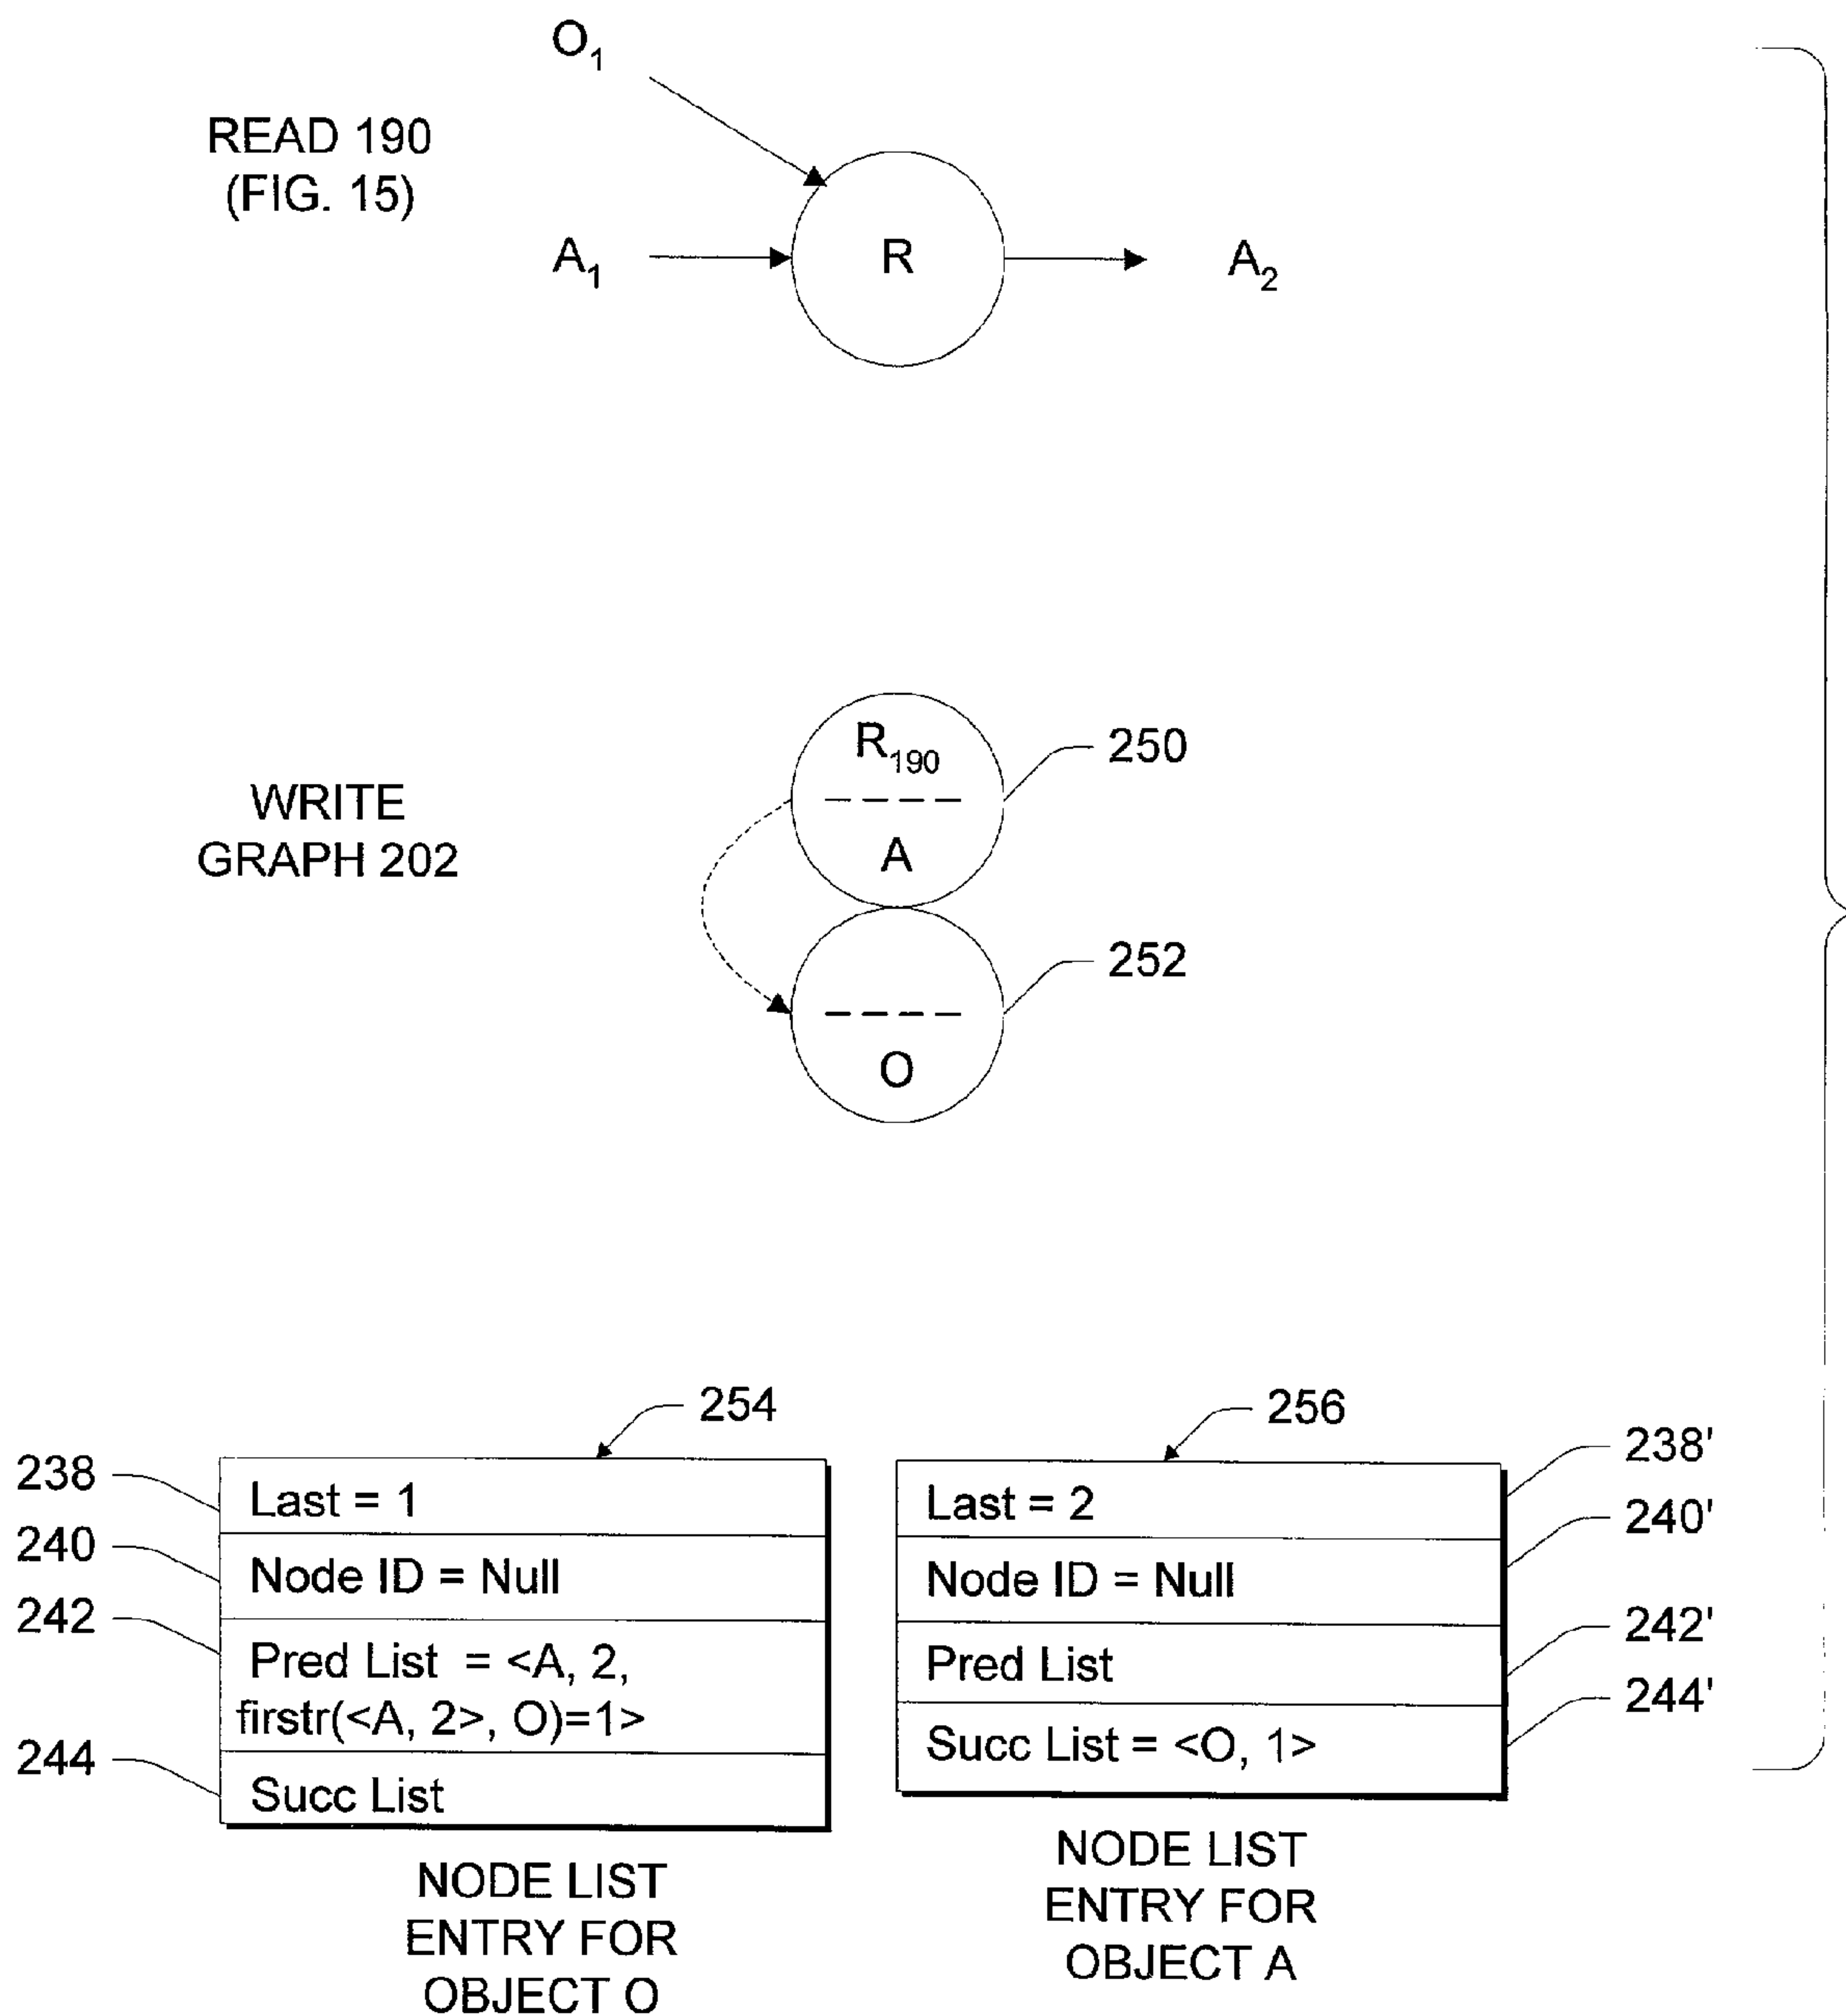 O₁
READ 190
(FIG. 15)
A₁
R
A₂
R₁₉₀
250
WRITE
GRAPH 202
A
252
O
254
256
238
Last = 1
240
Node ID = Null
242
Pred List = <A, 2,
firstr(<A, 2>, O)=1>
244
Succ List
NODE LIST
ENTRY FOR
OBJECT O
238'
Last = 2
240'
Node ID = Null
242'
Pred List
244'
Succ List = <O, 1>
NODE LIST
ENTRY FOR
OBJECT A